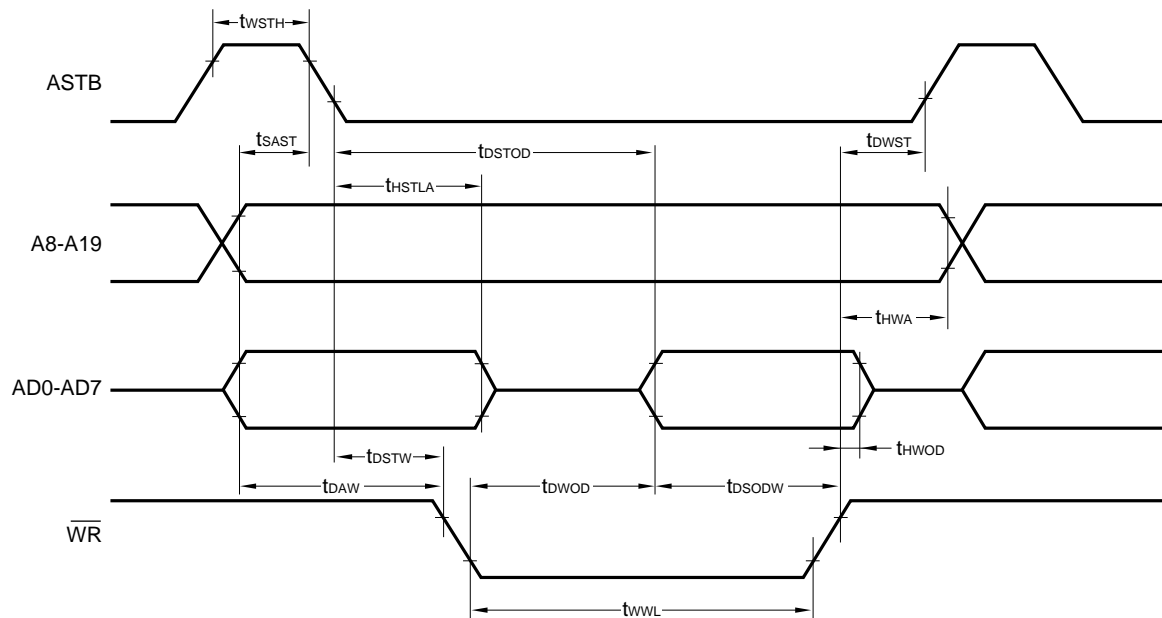 tWSTH
ASTB
tSAST
tDSTOD
tDWST
tHSTLA
A8-A19
tHWA
AD0-AD7
tHWOD
tDSTW
tDAW
tDWOD
tDSODW
WR
tWWL